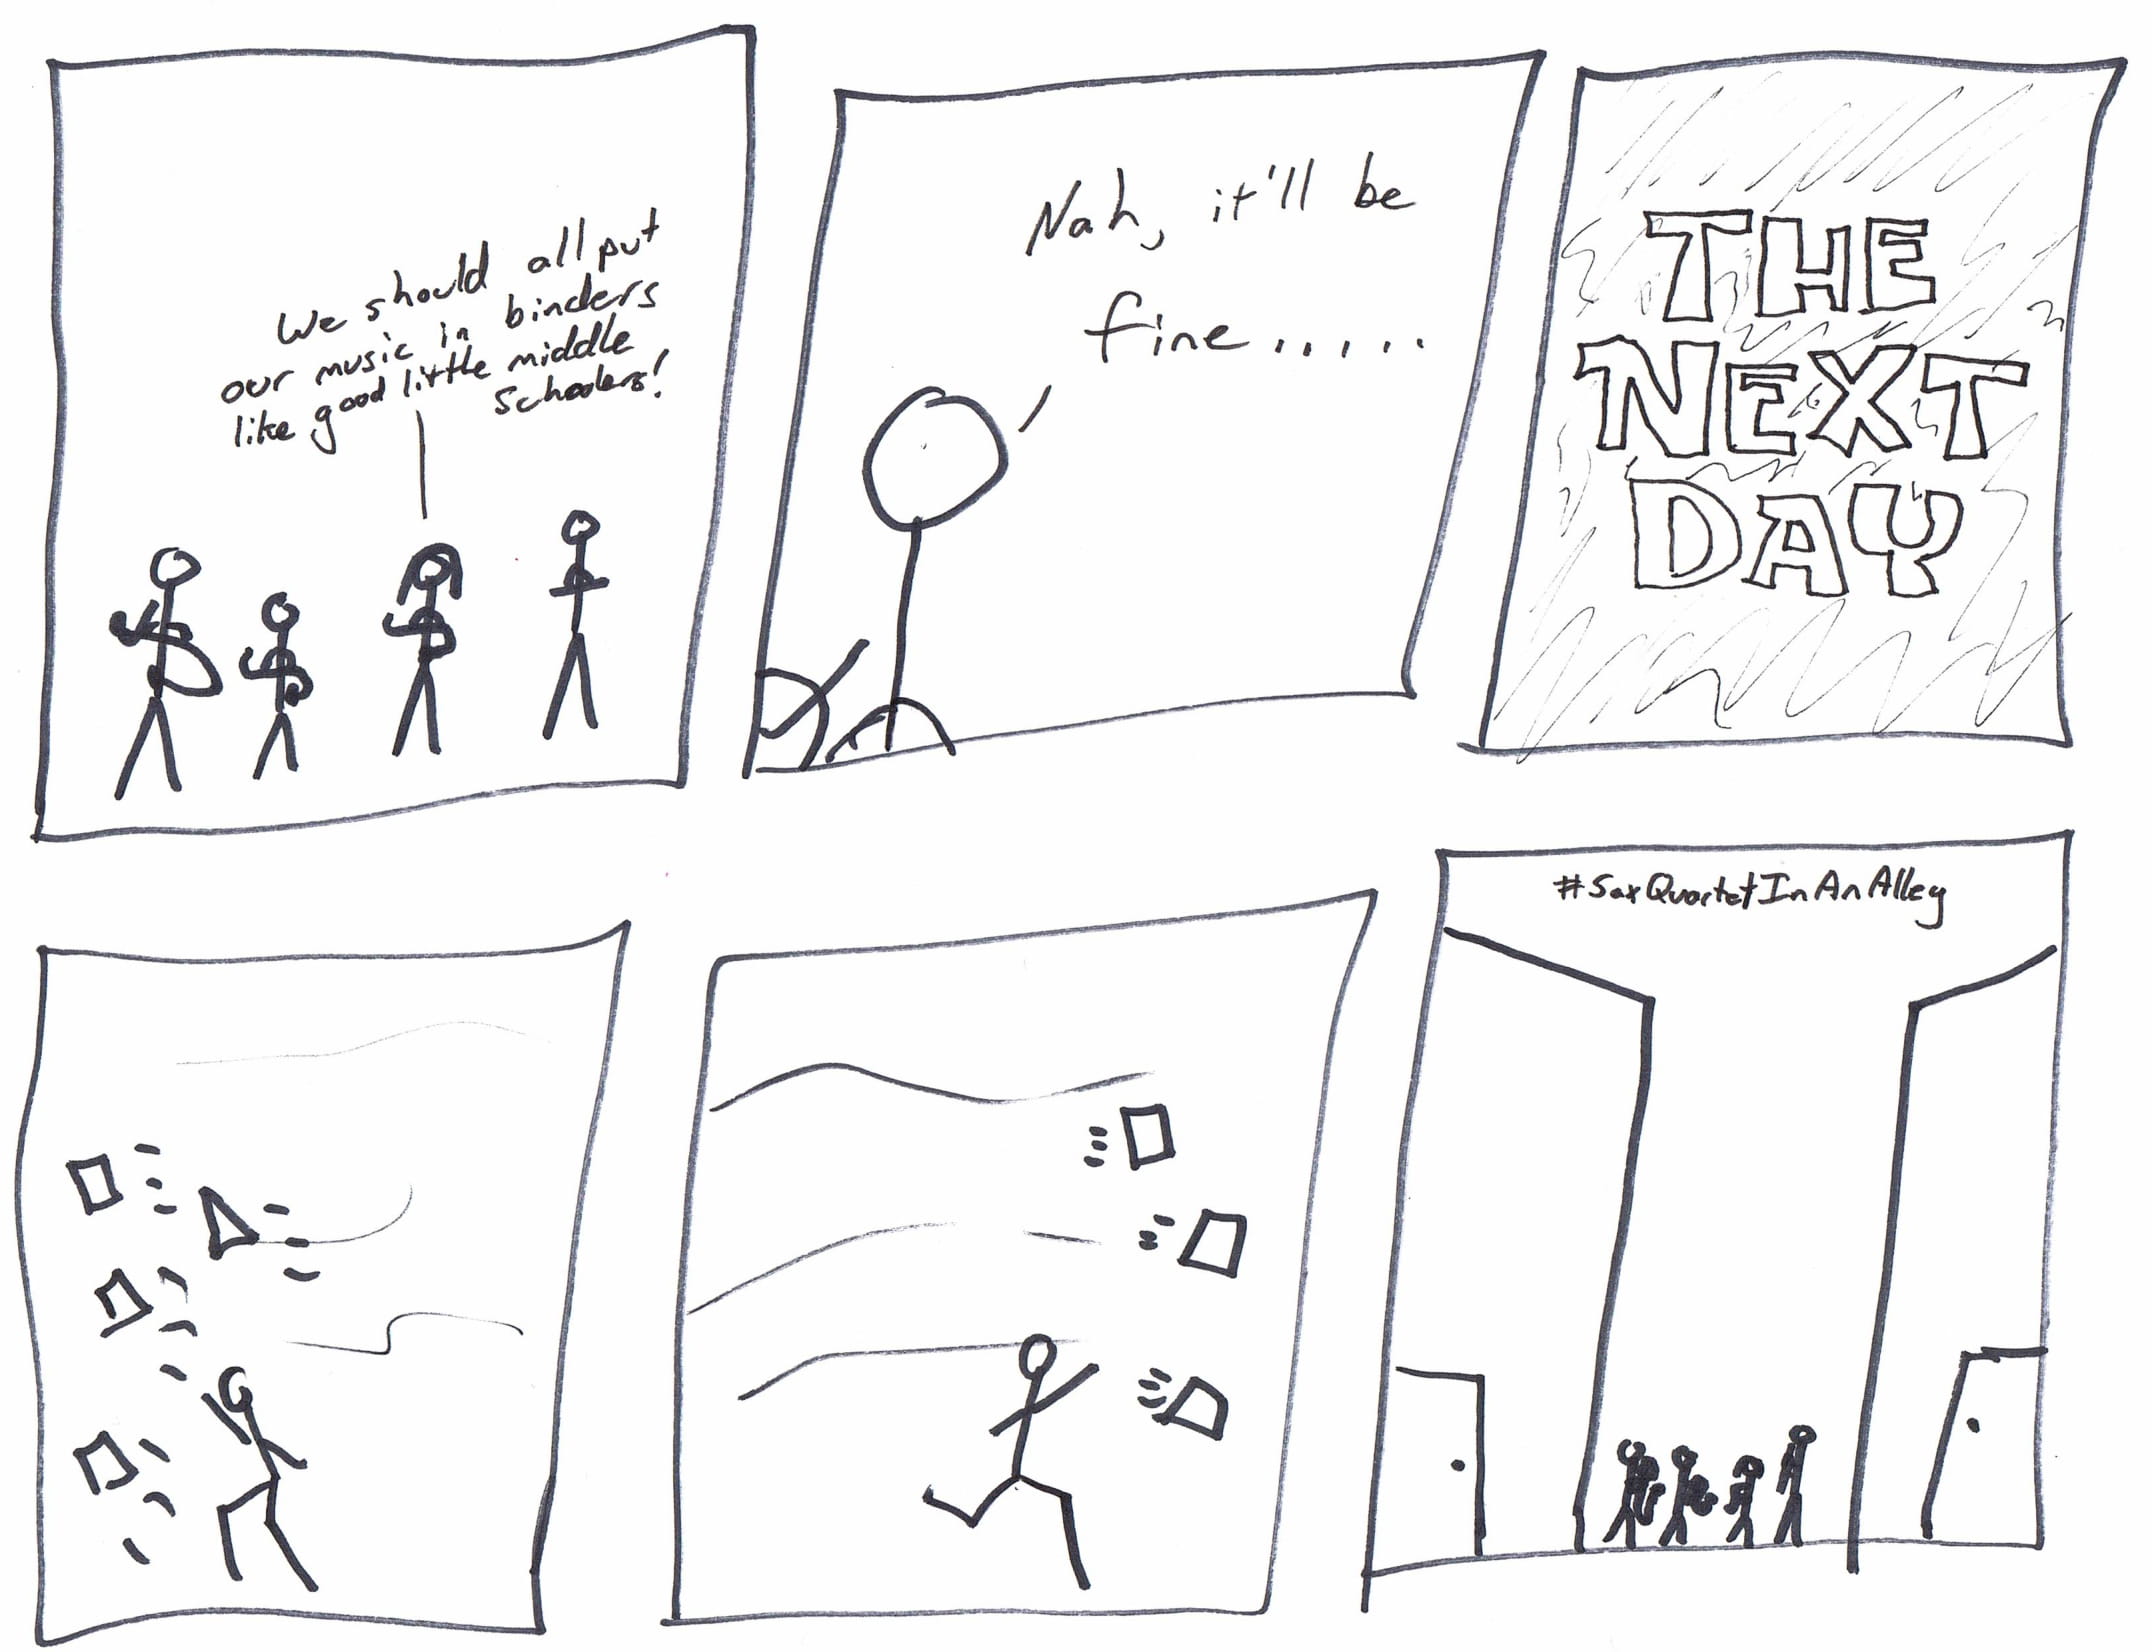 We should all put
our music in binders
like good little middle
schoolers!
Nah, it'll be
fine.....
THE
NEXT
DAY
#SaxQuartetInAnAlley